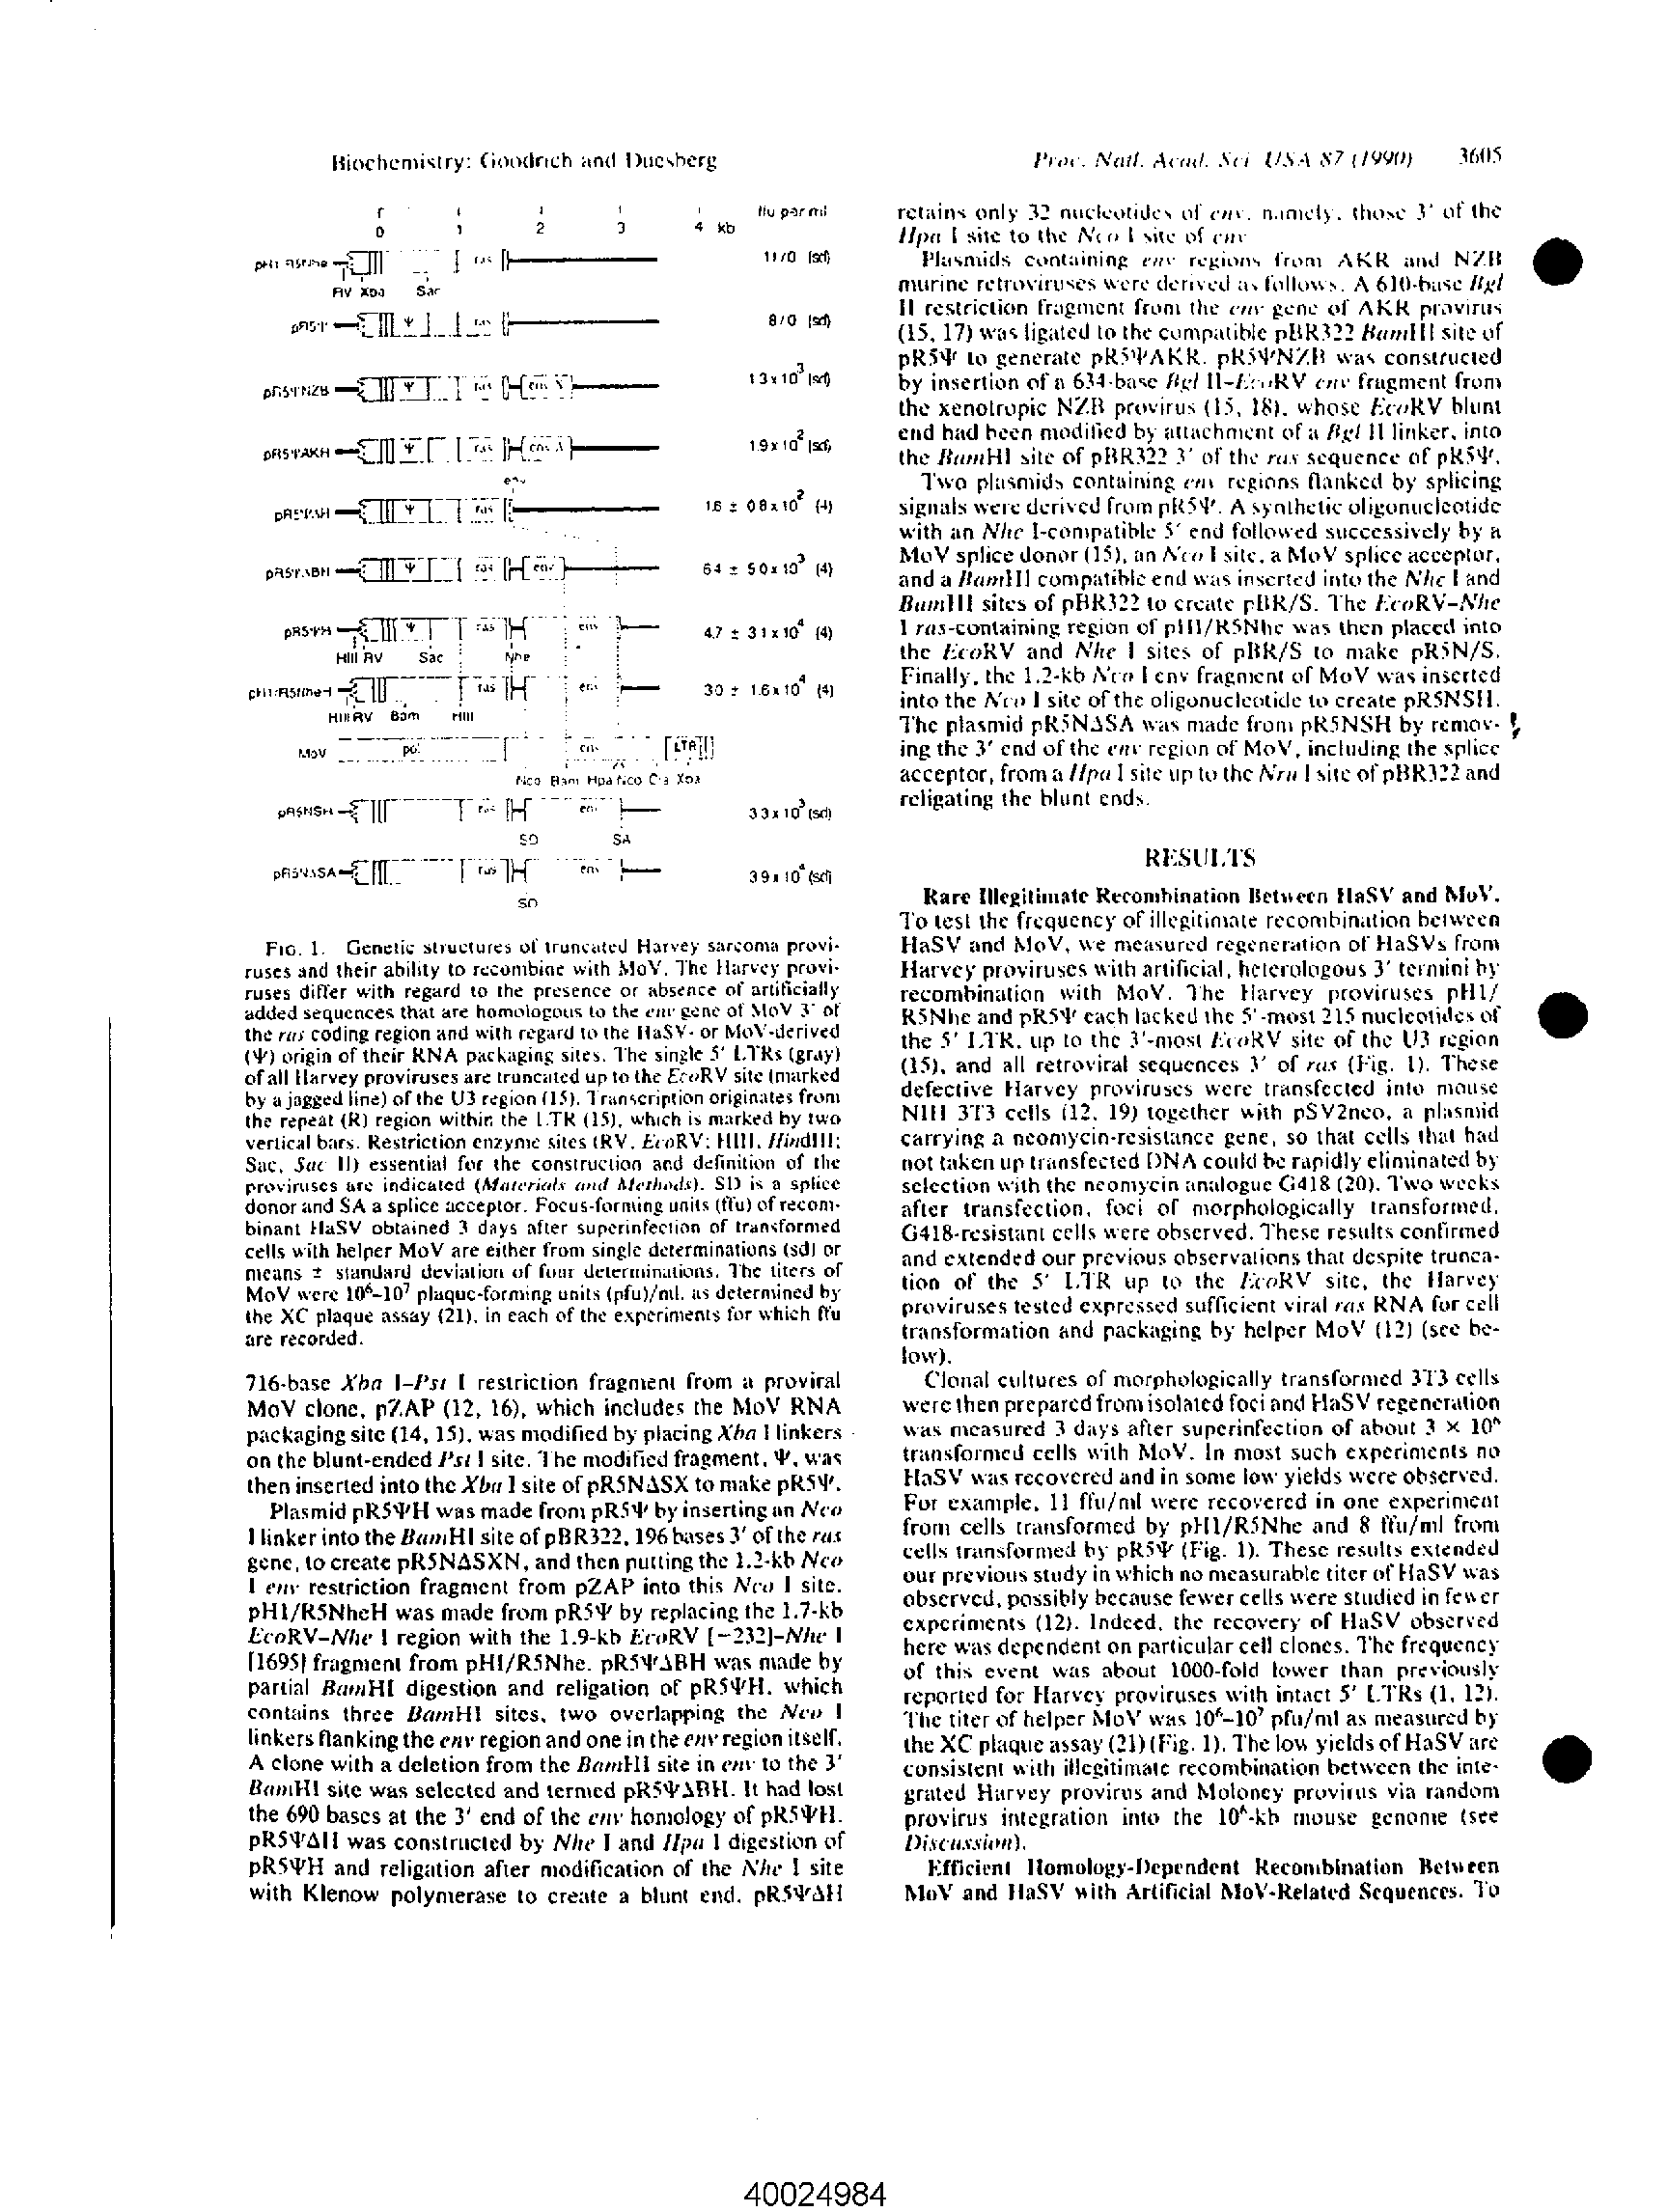 Biochemistry: Goodrich and Duesberg
Proc. Natl. Acad. Sci. USA 87 (1990) 3605
ffu per ml
0 1 2 3 4 kb
pH1/R5Nhe ras 11/0 (sd)
RV Xba Sac
pR5Ψ Ψ ras 8/0 (sd)
pR5ΨNZB Ψ ras env X 1.3x10³ (sd)
pR5ΨAKR Ψ ras env A 1.9x10² (sd)
env
pR5ΨΔH Ψ ras 1.6 ± 0.8x10² (4)
pR5ΨΔBH Ψ ras env 6.4 ± 5.0x10³ (4)
pR5ΨH Ψ ras env 4.7 ± 3.1x10⁴ (4)
HIII RV Sac Nhe
pH1/R5NheH ras env 3.0 ± 1.6x10⁴ (4)
HIII RV Bam HIII
MoV pol env LTR
Nco Bam Hpa Nco Cla Xba
pR5NSH ras env 3.3x10³ (sd)
SD SA
pR5NΔSA ras env 3.9x10⁴ (sd)
SD
FIG. 1. Genetic structures of truncated Harvey sarcoma provi-
ruses and their ability to recombine with MoV. The Harvey provi-
ruses differ with regard to the presence or absence of artificially
added sequences that are homologous to the env gene of MoV 3′ of
the ras coding region and with regard to the HaSV- or MoV-derived
(Ψ) origin of their RNA packaging sites. The single 5′ LTRs (gray)
of all Harvey proviruses are truncated up to the EcoRV site (marked
by a jagged line) of the U3 region (15). Transcription originates from
the repeat (R) region within the LTR (15), which is marked by two
vertical bars. Restriction enzyme sites (RV, EcoRV; HIII, HindIII;
Sac, Sac II) essential for the construction and definition of the
proviruses are indicated (Materials and Methods). SD is a splice
donor and SA a splice acceptor. Focus-forming units (ffu) of recom-
binant HaSV obtained 3 days after superinfection of transformed
cells with helper MoV are either from single determinations (sd) or
means ± standard deviation of four determinations. The titers of
MoV were 10⁶–10⁷ plaque-forming units (pfu)/ml, as determined by
the XC plaque assay (21), in each of the experiments for which ffu
are recorded.
716-base Xba I–Pst I restriction fragment from a proviral
MoV clone, pZAP (12, 16), which includes the MoV RNA
packaging site (14, 15), was modified by placing Xba I linkers
on the blunt-ended Pst I site. The modified fragment, Ψ, was
then inserted into the Xba I site of pR5NΔSX to make pR5Ψ.
Plasmid pR5ΨH was made from pR5Ψ by inserting an Nco
I linker into the BamHI site of pBR322, 196 bases 3′ of the ras
gene, to create pR5NΔSXN, and then putting the 1.2-kb Nco
I env restriction fragment from pZAP into this Nco I site.
pH1/R5NheH was made from pR5Ψ by replacing the 1.7-kb
EcoRV–Nhe I region with the 1.9-kb EcoRV [−232]–Nhe I
[1695] fragment from pH1/R5Nhe. pR5ΨΔBH was made by
partial BamHI digestion and religation of pR5ΨH, which
contains three BamHI sites, two overlapping the Nco I
linkers flanking the env region and one in the env region itself.
A clone with a deletion from the BamHI site in env to the 3′
BamHI site was selected and termed pR5ΨΔBH. It had lost
the 690 bases at the 3′ end of the env homology of pR5ΨH.
pR5ΨΔH was constructed by Nhe I and Hpa I digestion of
pR5ΨH and religation after modification of the Nhe I site
with Klenow polymerase to create a blunt end. pR5ΨΔH
retains only 32 nucleotides of env, namely, those 3′ of the
Hpa I site to the Nco I site of env
Plasmids containing env regions from AKR and NZB
murine retroviruses were derived as follows. A 610-base Bgl
II restriction fragment from the env gene of AKR provirus
(15, 17) was ligated to the compatible pBR322 BamHI site of
pR5Ψ to generate pR5ΨAKR. pR5ΨNZB was constructed
by insertion of a 634-base Bgl II–EcoRV env fragment from
the xenotropic NZB provirus (15, 18), whose EcoRV blunt
end had been modified by attachment of a Bgl II linker, into
the BamHI site of pBR322 3′ of the ras sequence of pR5Ψ.
Two plasmids containing env regions flanked by splicing
signals were derived from pR5Ψ. A synthetic oligonucleotide
with an Nhe I-compatible 5′ end followed successively by a
MoV splice donor (15), an Nco I site, a MoV splice acceptor,
and a BamHI compatible end was inserted into the Nhe I and
BamHI sites of pBR322 to create pBR/S. The EcoRV–Nhe
I ras-containing region of pH1/R5Nhe was then placed into
the EcoRV and Nhe I sites of pBR/S to make pR5N/S.
Finally, the 1.2-kb Nco I env fragment of MoV was inserted
into the Nco I site of the oligonucleotide to create pR5NSH.
The plasmid pR5NΔSA was made from pR5NSH by remov-
ing the 3′ end of the env region of MoV, including the splice
acceptor, from a Hpa I site up to the Nru I site of pBR322 and
religating the blunt ends.
RESULTS
Rare Illegitimate Recombination Between HaSV and MoV.
To test the frequency of illegitimate recombination between
HaSV and MoV, we measured regeneration of HaSVs from
Harvey proviruses with artificial, heterologous 3′ termini by
recombination with MoV. The Harvey proviruses pH1/
R5Nhe and pR5Ψ each lacked the 5′-most 215 nucleotides of
the 5′ LTR, up to the 3′-most EcoRV site of the U3 region
(15), and all retroviral sequences 3′ of ras (Fig. 1). These
defective Harvey proviruses were transfected into mouse
NIH 3T3 cells (12, 19) together with pSV2neo, a plasmid
carrying a neomycin-resistance gene, so that cells that had
not taken up transfected DNA could be rapidly eliminated by
selection with the neomycin analogue G418 (20). Two weeks
after transfection, foci of morphologically transformed,
G418-resistant cells were observed. These results confirmed
and extended our previous observations that despite trunca-
tion of the 5′ LTR up to the EcoRV site, the Harvey
proviruses tested expressed sufficient viral ras RNA for cell
transformation and packaging by helper MoV (12) (see be-
low).
Clonal cultures of morphologically transformed 3T3 cells
were then prepared from isolated foci and HaSV regeneration
was measured 3 days after superinfection of about 3 × 10⁶
transformed cells with MoV. In most such experiments no
HaSV was recovered and in some low yields were observed.
For example, 11 ffu/ml were recovered in one experiment
from cells transformed by pH1/R5Nhe and 8 ffu/ml from
cells transformed by pR5Ψ (Fig. 1). These results extended
our previous study in which no measurable titer of HaSV was
observed, possibly because fewer cells were studied in fewer
experiments (12). Indeed, the recovery of HaSV observed
here was dependent on particular cell clones. The frequency
of this event was about 1000-fold lower than previously
reported for Harvey proviruses with intact 5′ LTRs (1, 12).
The titer of helper MoV was 10⁶–10⁷ pfu/ml as measured by
the XC plaque assay (21) (Fig. 1). The low yields of HaSV are
consistent with illegitimate recombination between the inte-
grated Harvey provirus and Moloney provirus via random
provirus integration into the 10⁶-kb mouse genome (see
Discussion).
Efficient Homology-Dependent Recombination Between
MoV and HaSV with Artificial MoV-Related Sequences. To
40024984